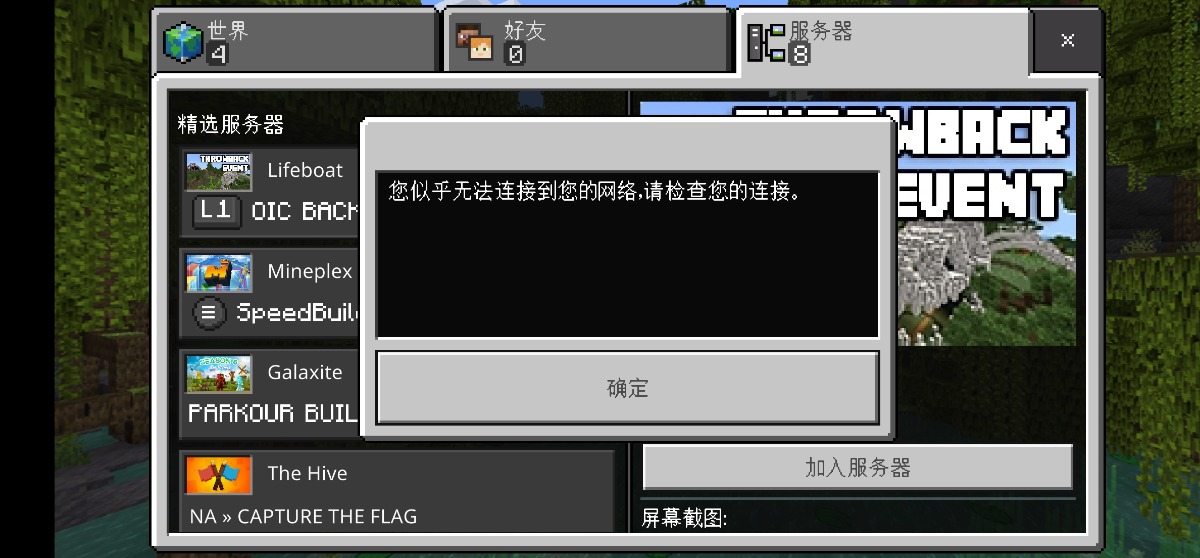 世界
4
好友
0
服务器
8
精选服务器
THROWBACK
EVENT
Lifeboat
L1 OIC BACK
Mineplex
SpeedBuil
Galaxite
PARKOUR BUIL
The Hive
NA » CAPTURE THE FLAG
您似乎无法连接到您的网络,请检查您的连接。
确定
WBACK
EVENT
加入服务器
屏幕截图: